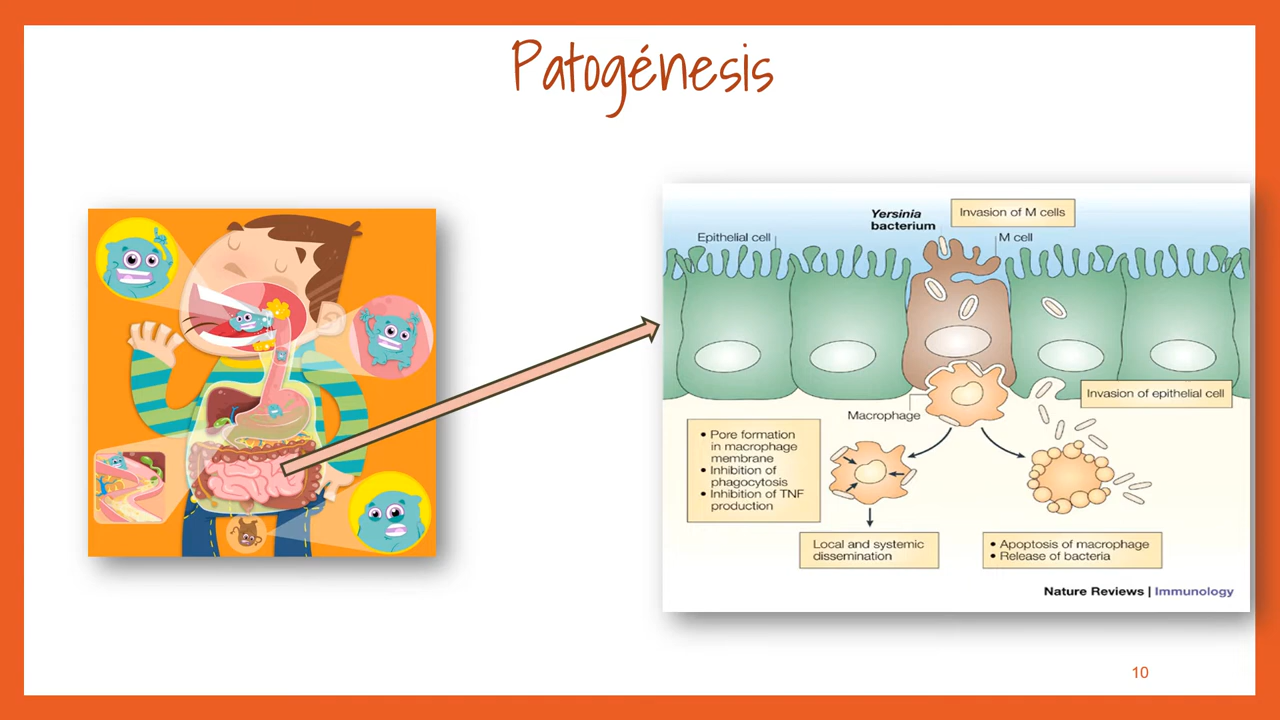 Patogénesis
Yersinia
bacterium
Invasion of M cells
Epithelial cell
M cell
Invasion of epithelial cell
Macrophage
• Pore formation
in macrophage
membrane
• Inhibition of
phagocytosis
• Inhibition of TNF
production
Local and systemic
dissemination
• Apoptosis of macrophage
• Release of bacteria
Nature Reviews | Immunology
10